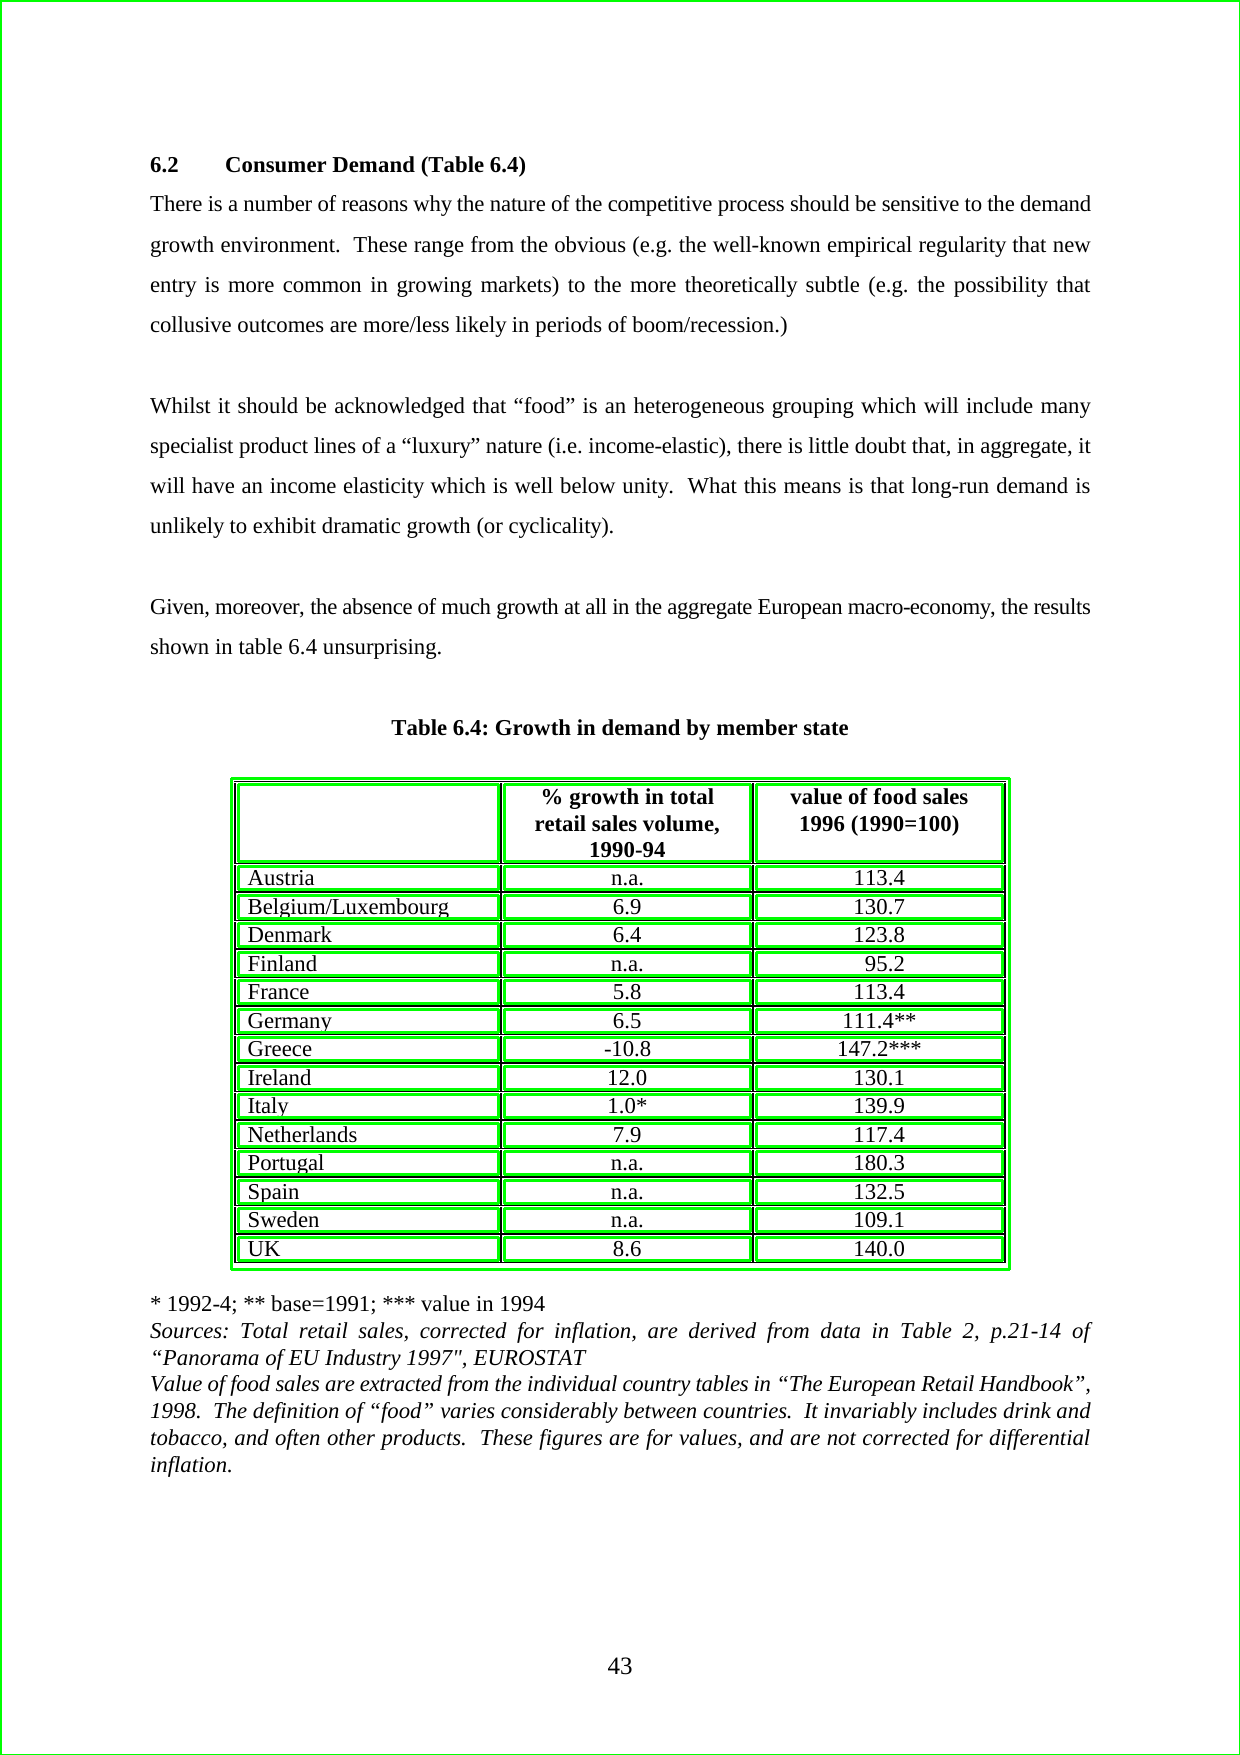 6.2 Consumer Demand (Table 6.4)
There is a number of reasons why the nature of the competitive process should be sensitive to the demand
growth environment. These range from the obvious (e.g. the well-known empirical regularity that new
entry is more common in growing markets) to the more theoretically subtle (e.g. the possibility that
collusive outcomes are more/less likely in periods of boom/recession.)
Whilst it should be acknowledged that “food” is an heterogeneous grouping which will include many
specialist product lines of a “luxury” nature (i.e. income-elastic), there is little doubt that, in aggregate, it
will have an income elasticity which is well below unity. What this means is that long-run demand is
unlikely to exhibit dramatic growth (or cyclicality).
Given, moreover, the absence of much growth at all in the aggregate European macro-economy, the results
shown in table 6.4 unsurprising.
Table 6.4: Growth in demand by member state
% growth in total value of food sales
retail sales volume, 1996 (1990=100)
1990-94
Austria n.a. 113.4
Belgium/Luxembourg 6.9 130.7
Denmark 6.4 123.8
Finland n.a. 95.2
France 5.8 113.4
Germany 6.5 111.4**
Greece -10.8 147.2***
Ireland 12.0 130.1
Italy 1.0* 139.9
Netherlands 7.9 117.4
Portugal n.a. 180.3
Spain n.a. 132.5
Sweden n.a. 109.1
UK 8.6 140.0
* 1992-4; ** base=1991; *** value in 1994
Sources: Total retail sales, corrected for inflation, are derived from data in Table 2, p.21-14 of
“Panorama of EU Industry 1997", EUROSTAT
Value of food sales are extracted from the individual country tables in “The European Retail Handbook”,
1998. The definition of “food” varies considerably between countries. It invariably includes drink and
tobacco, and often other products. These figures are for values, and are not corrected for differential
inflation.
43